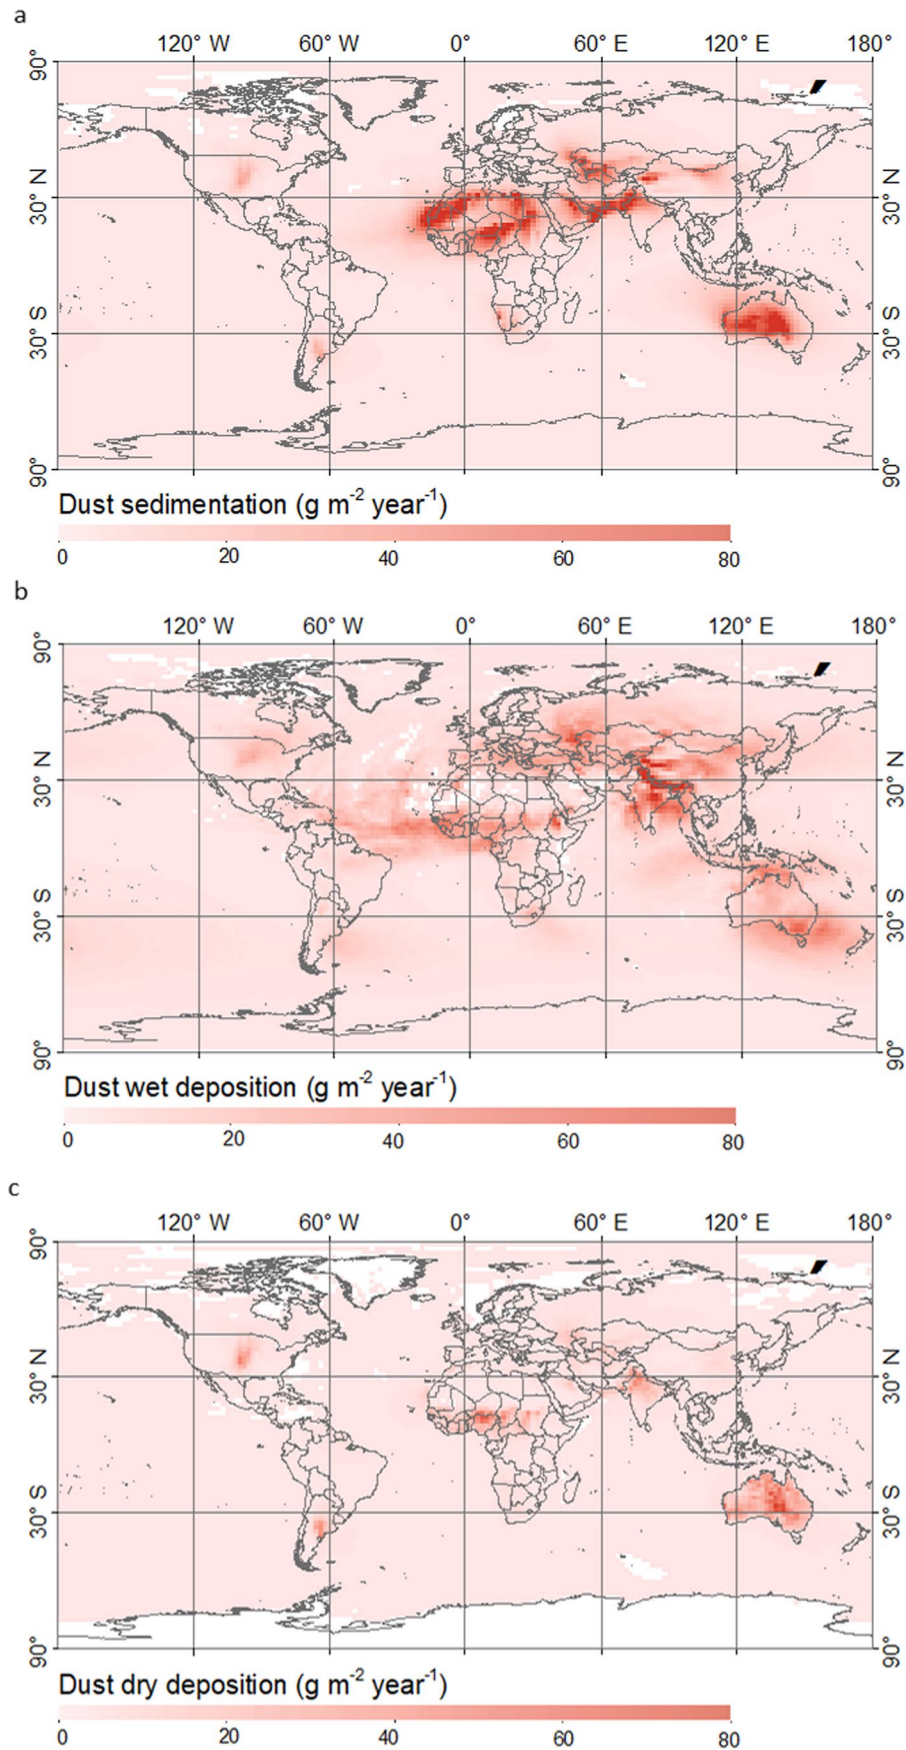 a
120° W 60° W 0° 60° E 120° E 180°
90° 90°
30° N 30° N
30° S 30° S
90° 90°
Dust sedimentation (g m-2 year-1)
0 20 40 60 80
b
120° W 60° W 0° 60° E 120° E 180°
90° 90°
30° N 30° N
30° S 30° S
90° 90°
Dust wet deposition (g m-2 year-1)
0 20 40 60 80
c
120° W 60° W 0° 60° E 120° E 180°
90° 90°
30° N 30° N
30° S 30° S
90° 90°
Dust dry deposition (g m-2 year-1)
0 20 40 60 80